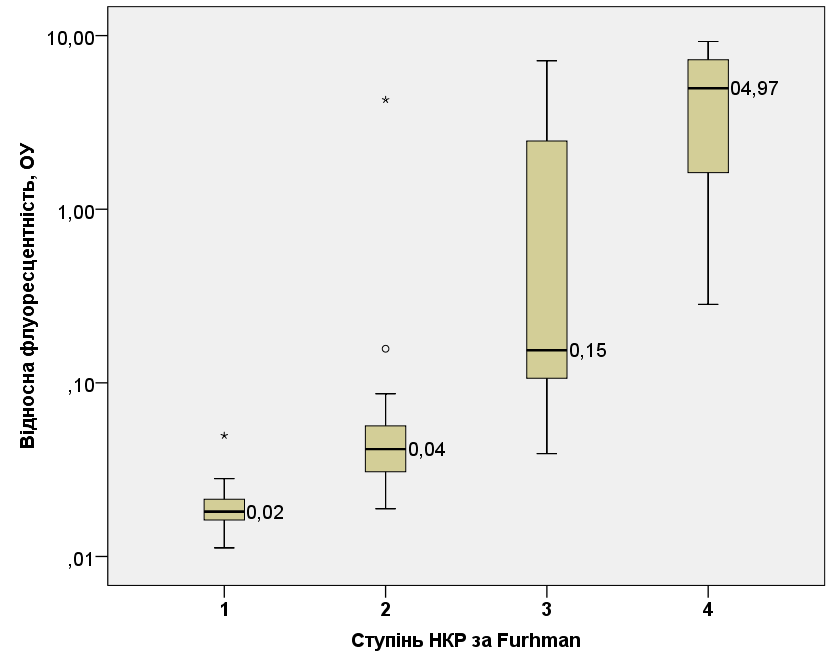 Відносна флуоресцентність, ОУ
10,00
1,00
,10
,01
04,97
0,15
0,04
0,02
1 2 3 4
Ступінь НКР за Furhman